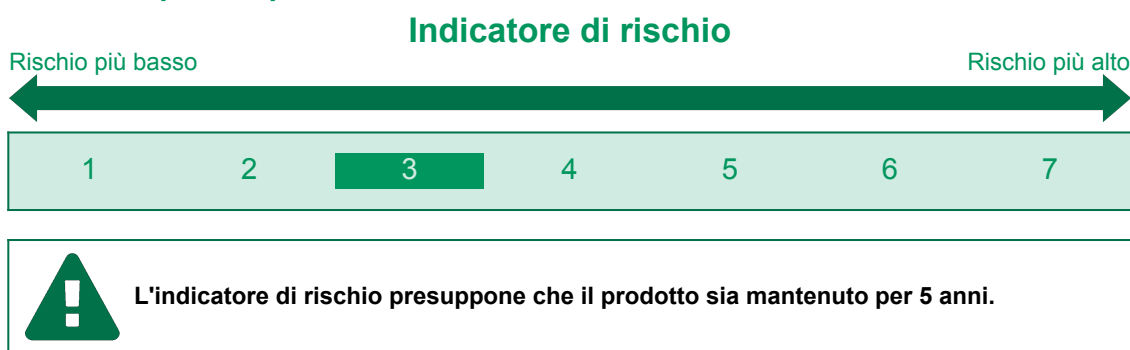 Indicatore di rischio
Rischio più basso Rischio più alto
1 2 3 4 5 6 7
L'indicatore di rischio presuppone che il prodotto sia mantenuto per 5 anni.